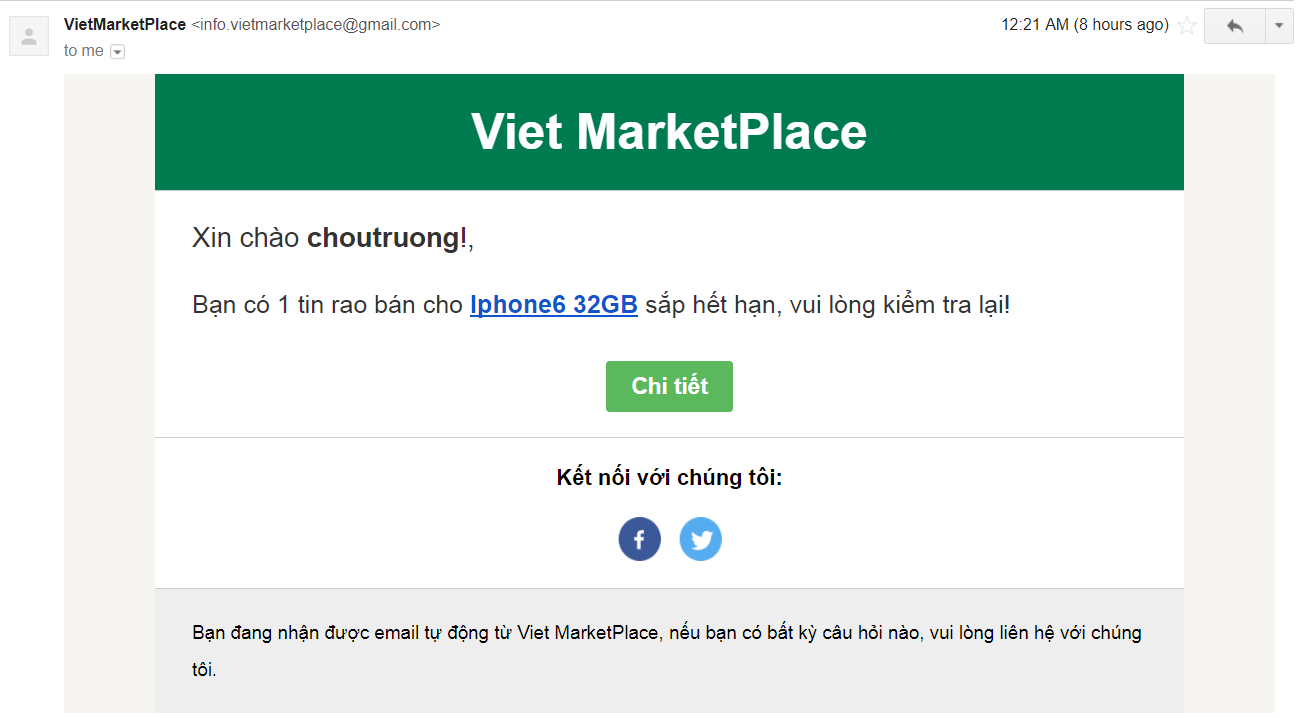 VietMarketPlace <info.vietmarketplace@gmail.com>
12:21 AM (8 hours ago)
to me
Viet MarketPlace
Xin chào choutruong!,
Bạn có 1 tin rao bán cho Iphone6 32GB sắp hết hạn, vui lòng kiểm tra lại!
Chi tiết
Kết nối với chúng tôi:
Bạn đang nhận được email tự động từ Viet MarketPlace, nếu bạn có bất kỳ câu hỏi nào, vui lòng liên hệ với chúng
tôi.